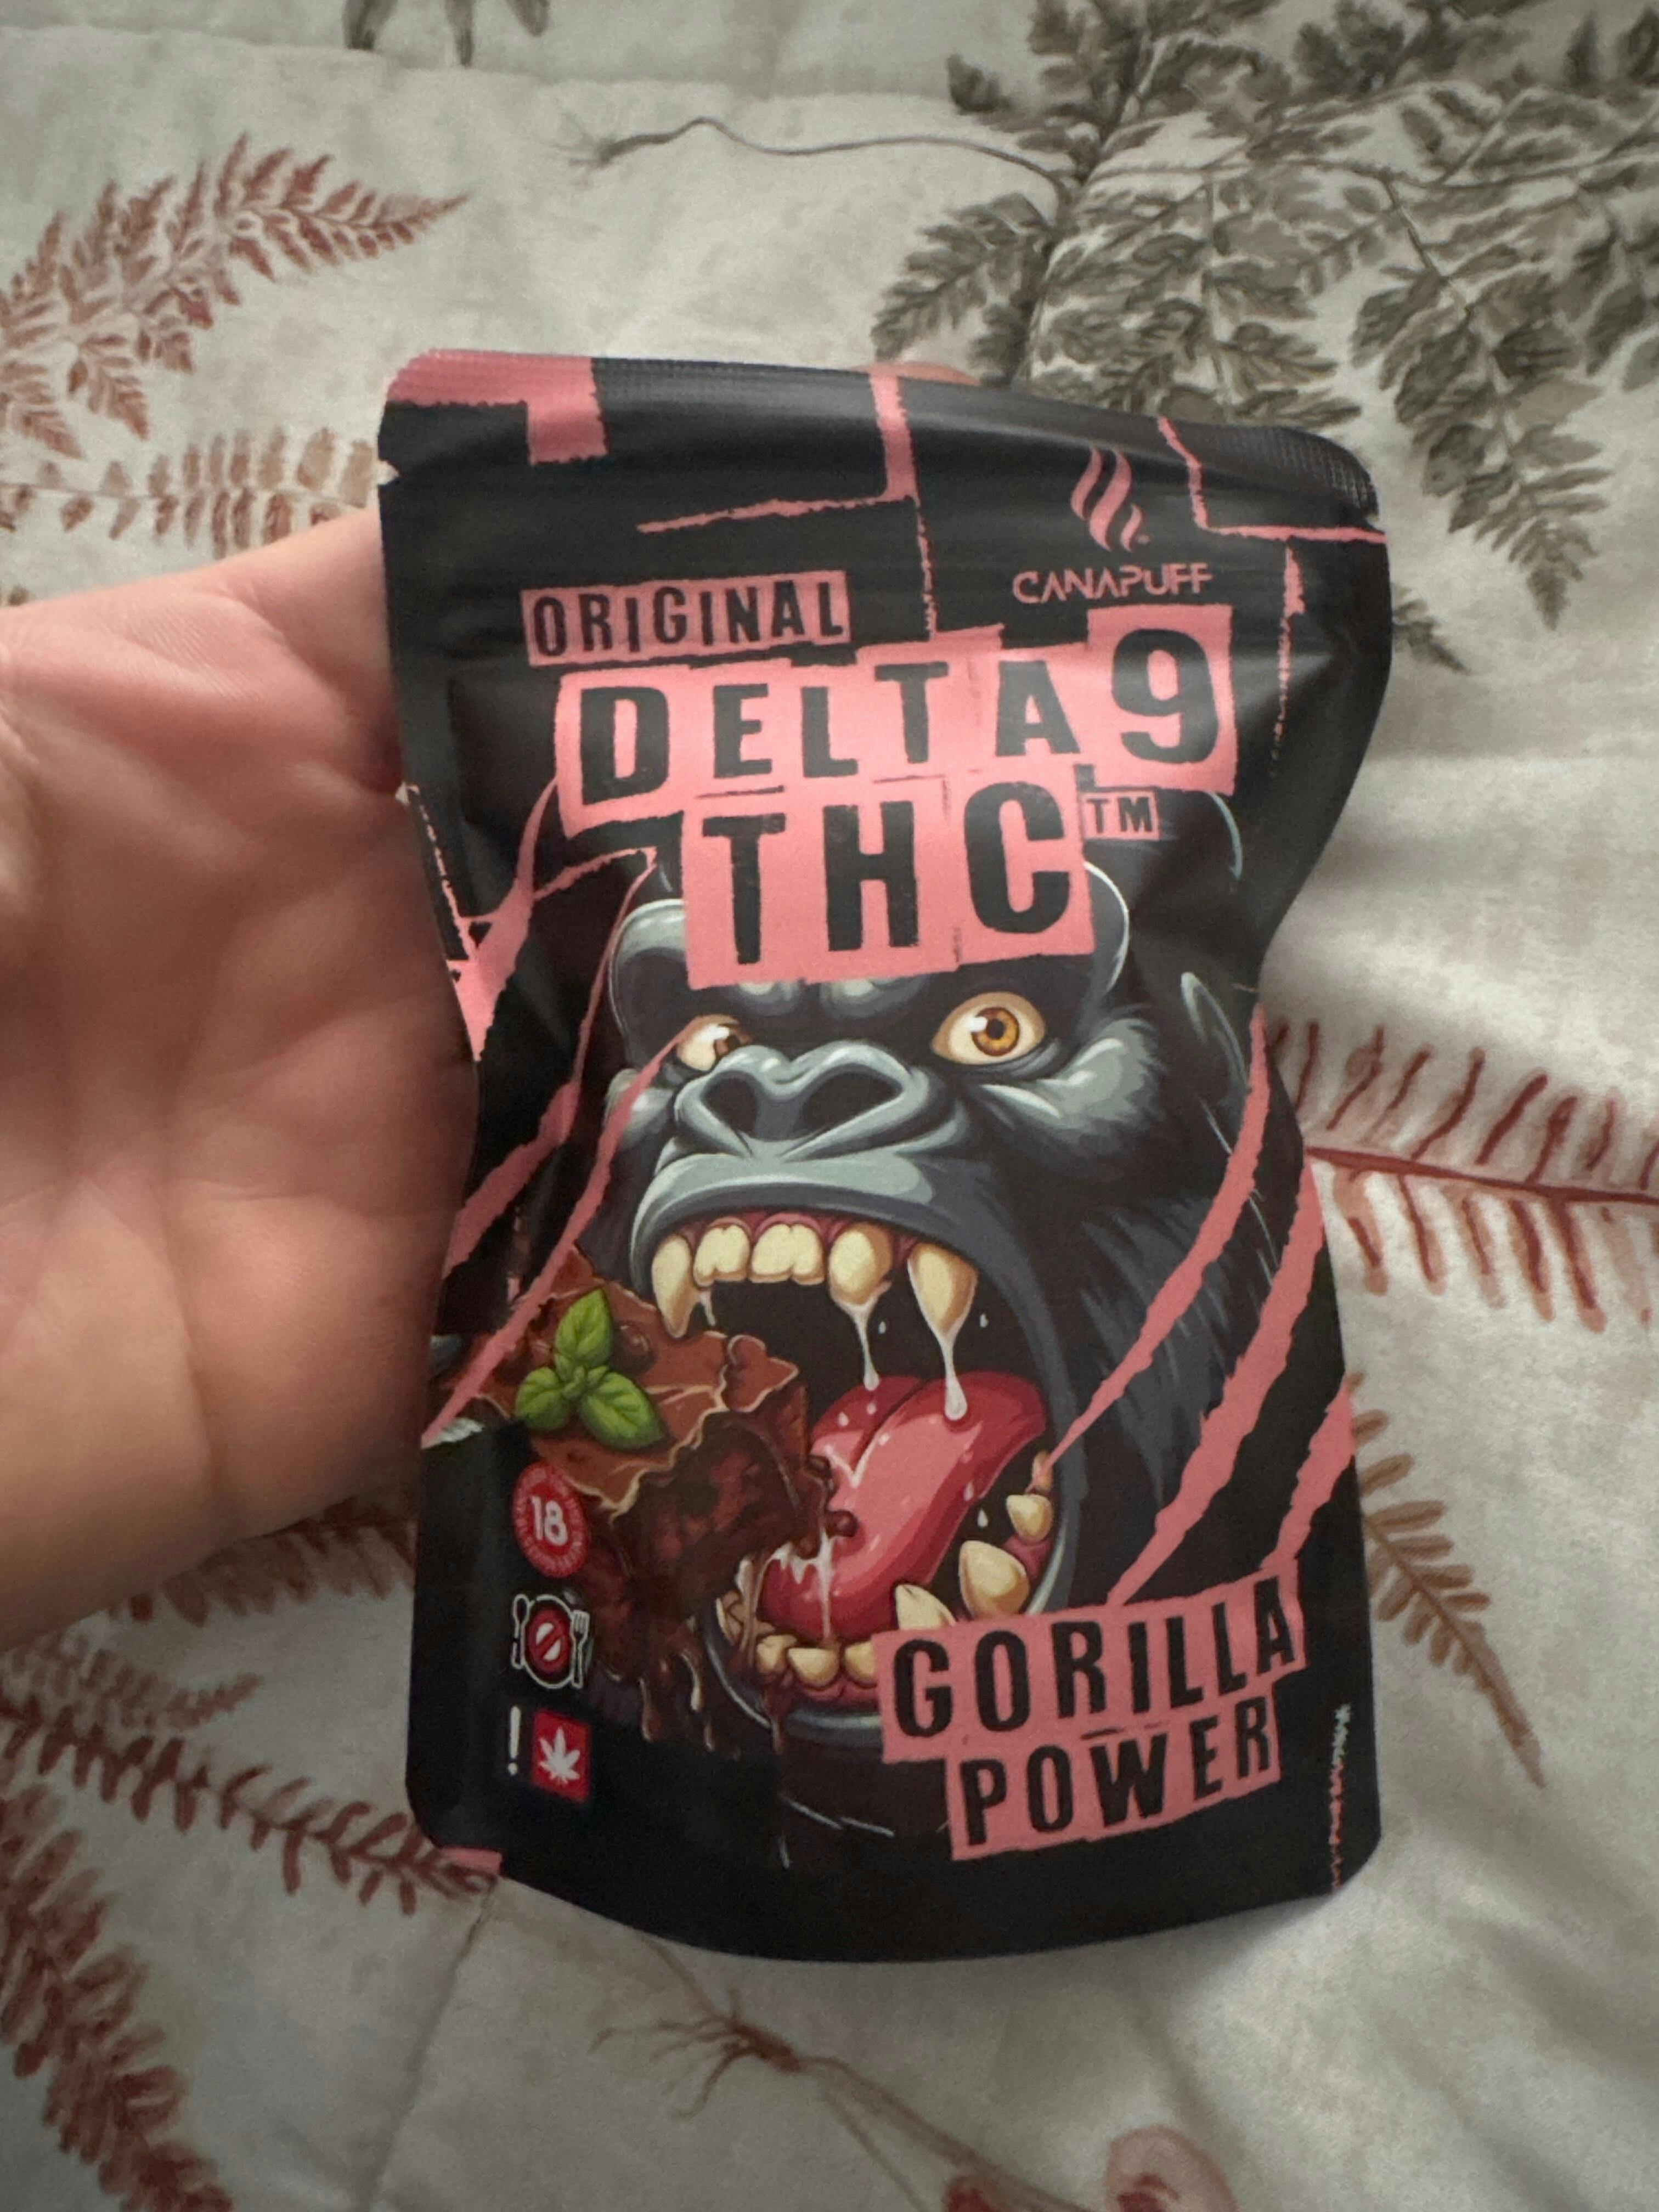 CANAPUFF
ORIGINAL
DELTA 9
THC™
18
!
GORILLA
POWER